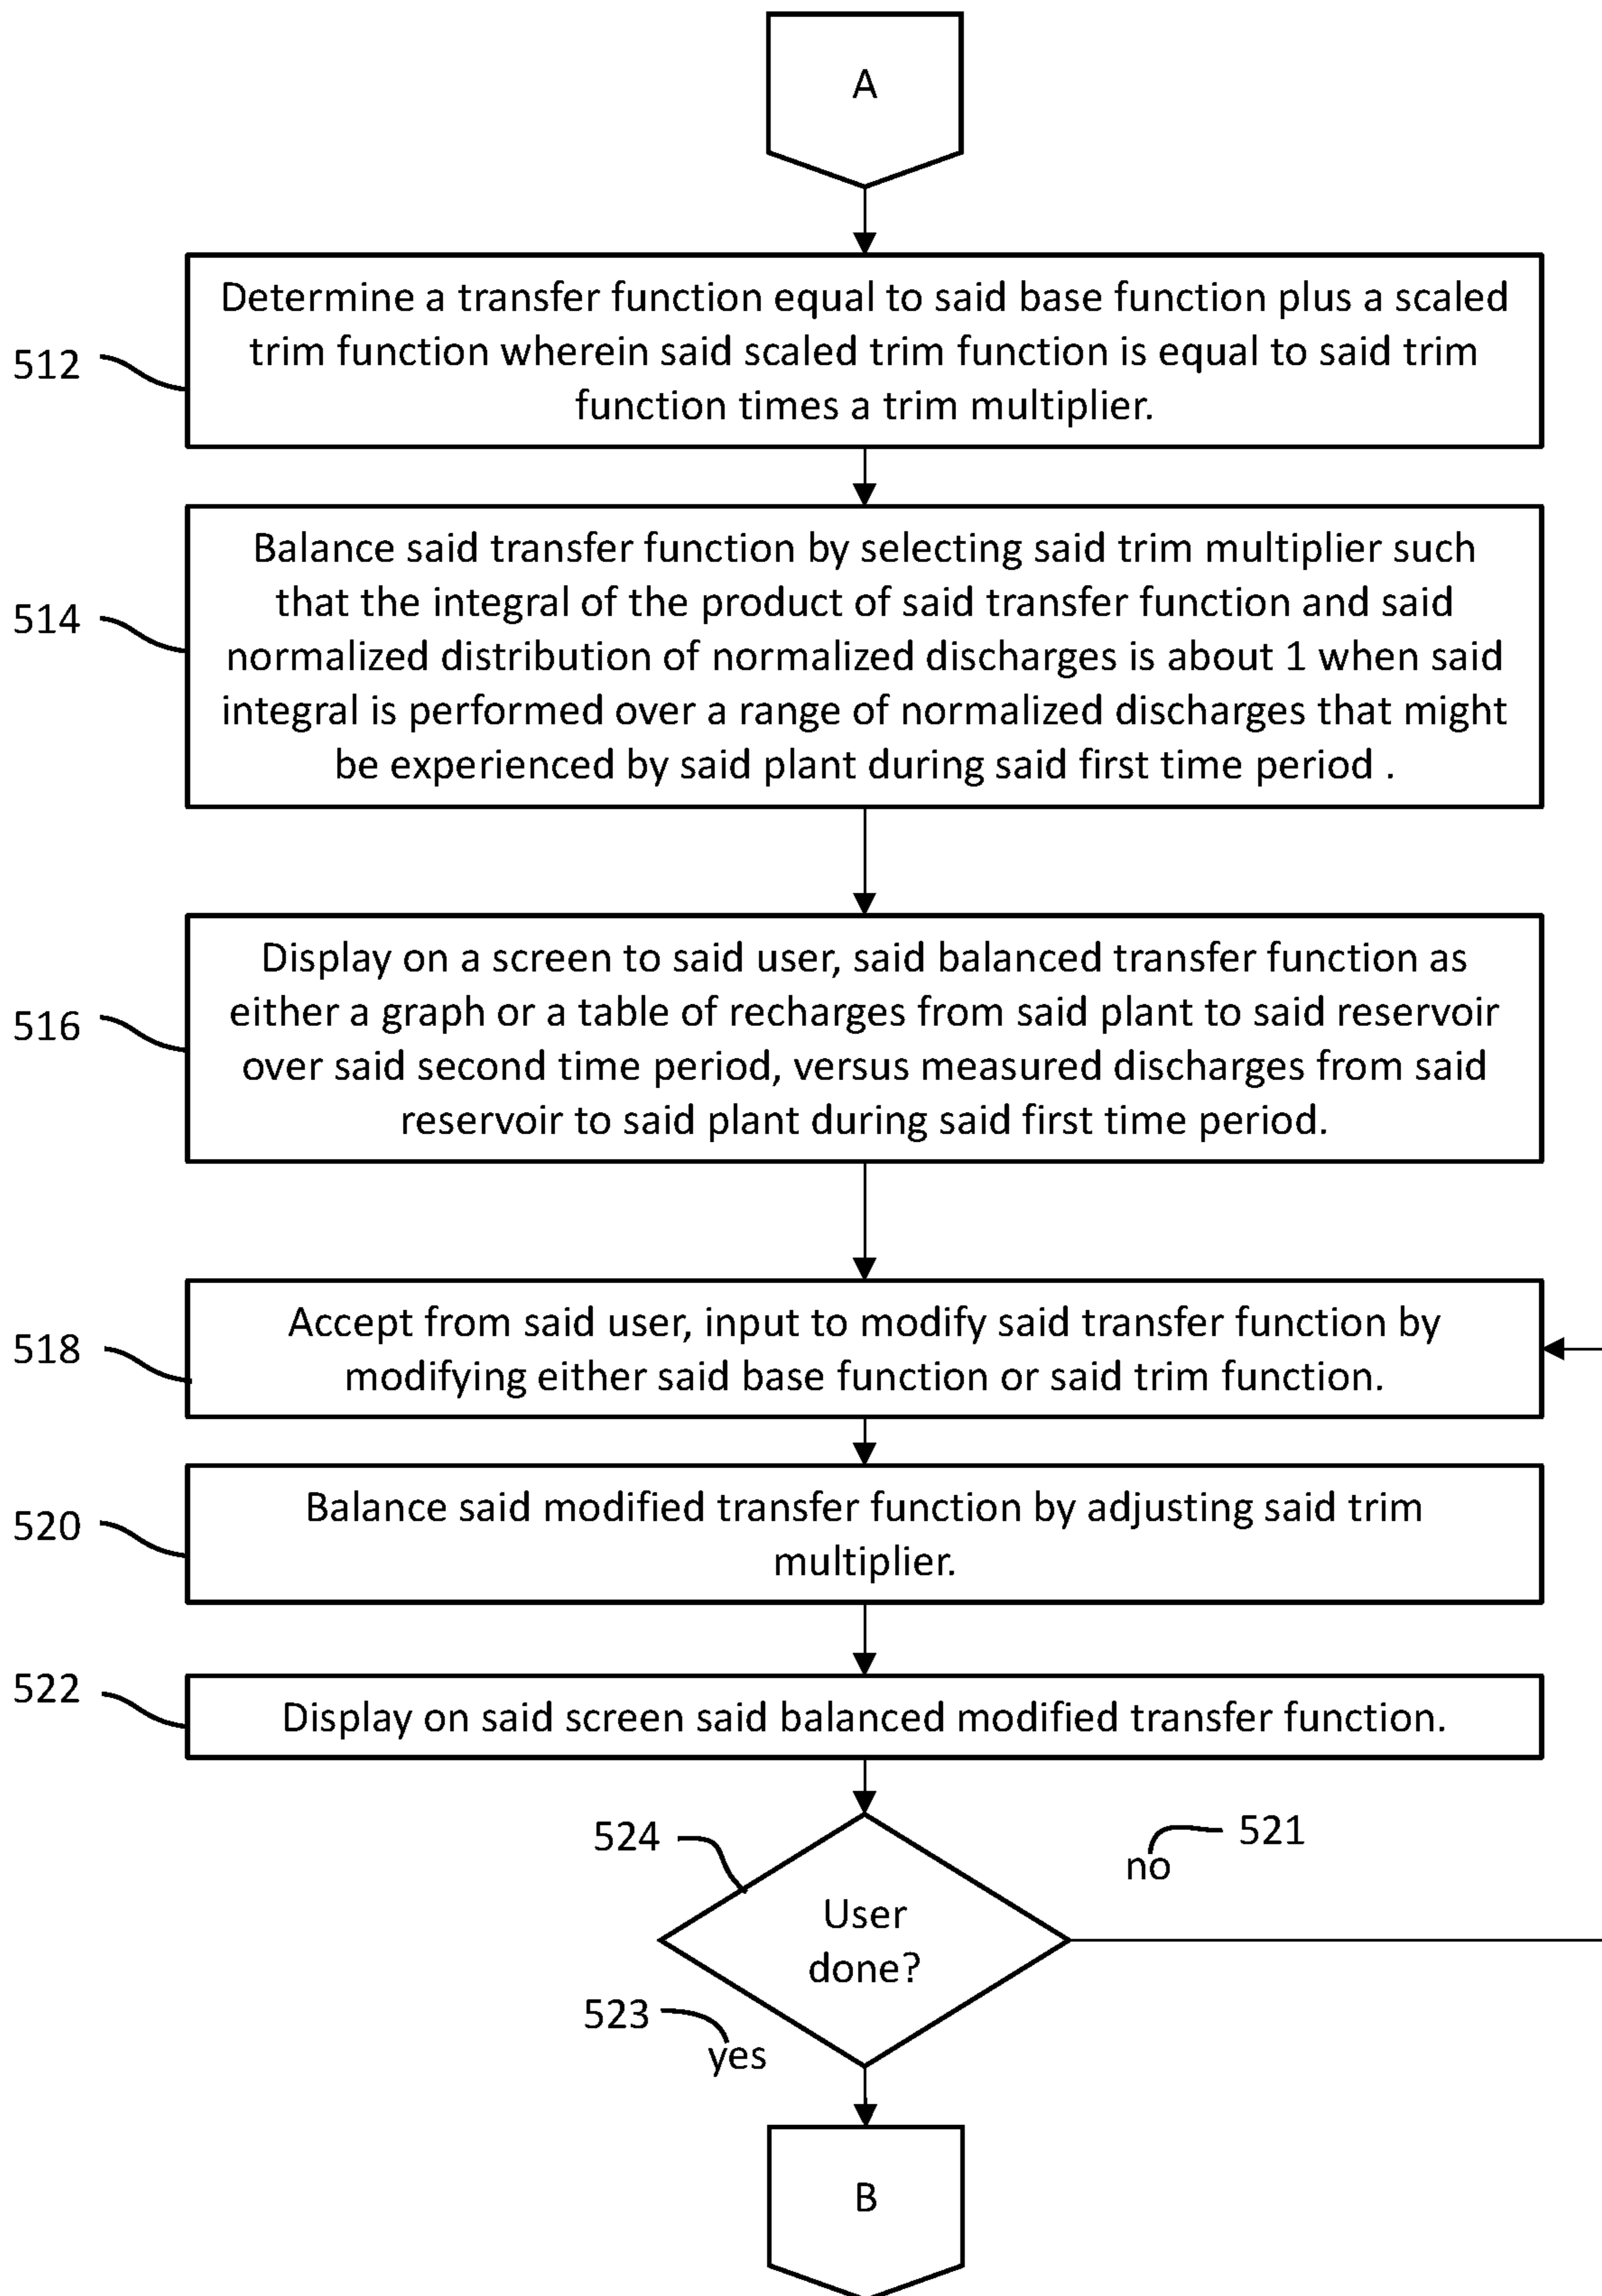 A
Determine a transfer function equal to said base function plus a scaled
trim function wherein said scaled trim function is equal to said trim
function times a trim multiplier.
512
Balance said transfer function by selecting said trim multiplier such
that the integral of the product of said transfer function and said
normalized distribution of normalized discharges is about 1 when said
integral is performed over a range of normalized discharges that might
be experienced by said plant during said first time period .
514
Display on a screen to said user, said balanced transfer function as
either a graph or a table of recharges from said plant to said reservoir
over said second time period, versus measured discharges from said
reservoir to said plant during said first time period.
516
Accept from said user, input to modify said transfer function by
modifying either said base function or said trim function.
518
Balance said modified transfer function by adjusting said trim
multiplier.
520
522
Display on said screen said balanced modified transfer function.
524
521
no
User
done?
523
yes
B